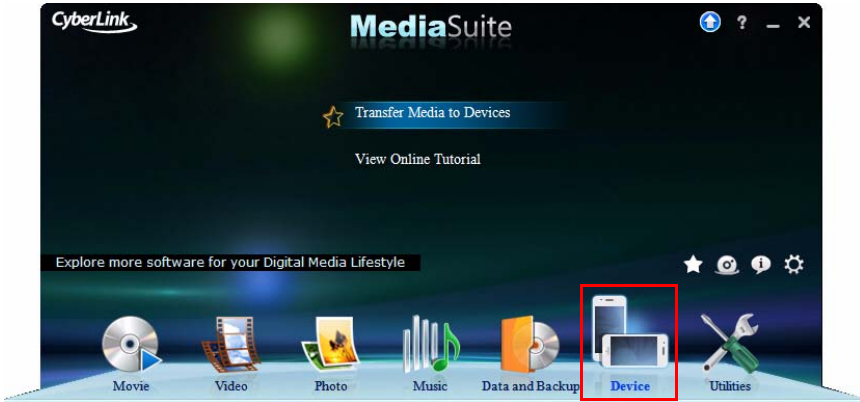 CyberLink
MediaSuite
?
Transfer Media to Devices
View Online Tutorial
Explore more software for your Digital Media Lifestyle
Movie
Video
Photo
Music
Data and Backup
Device
Utilities